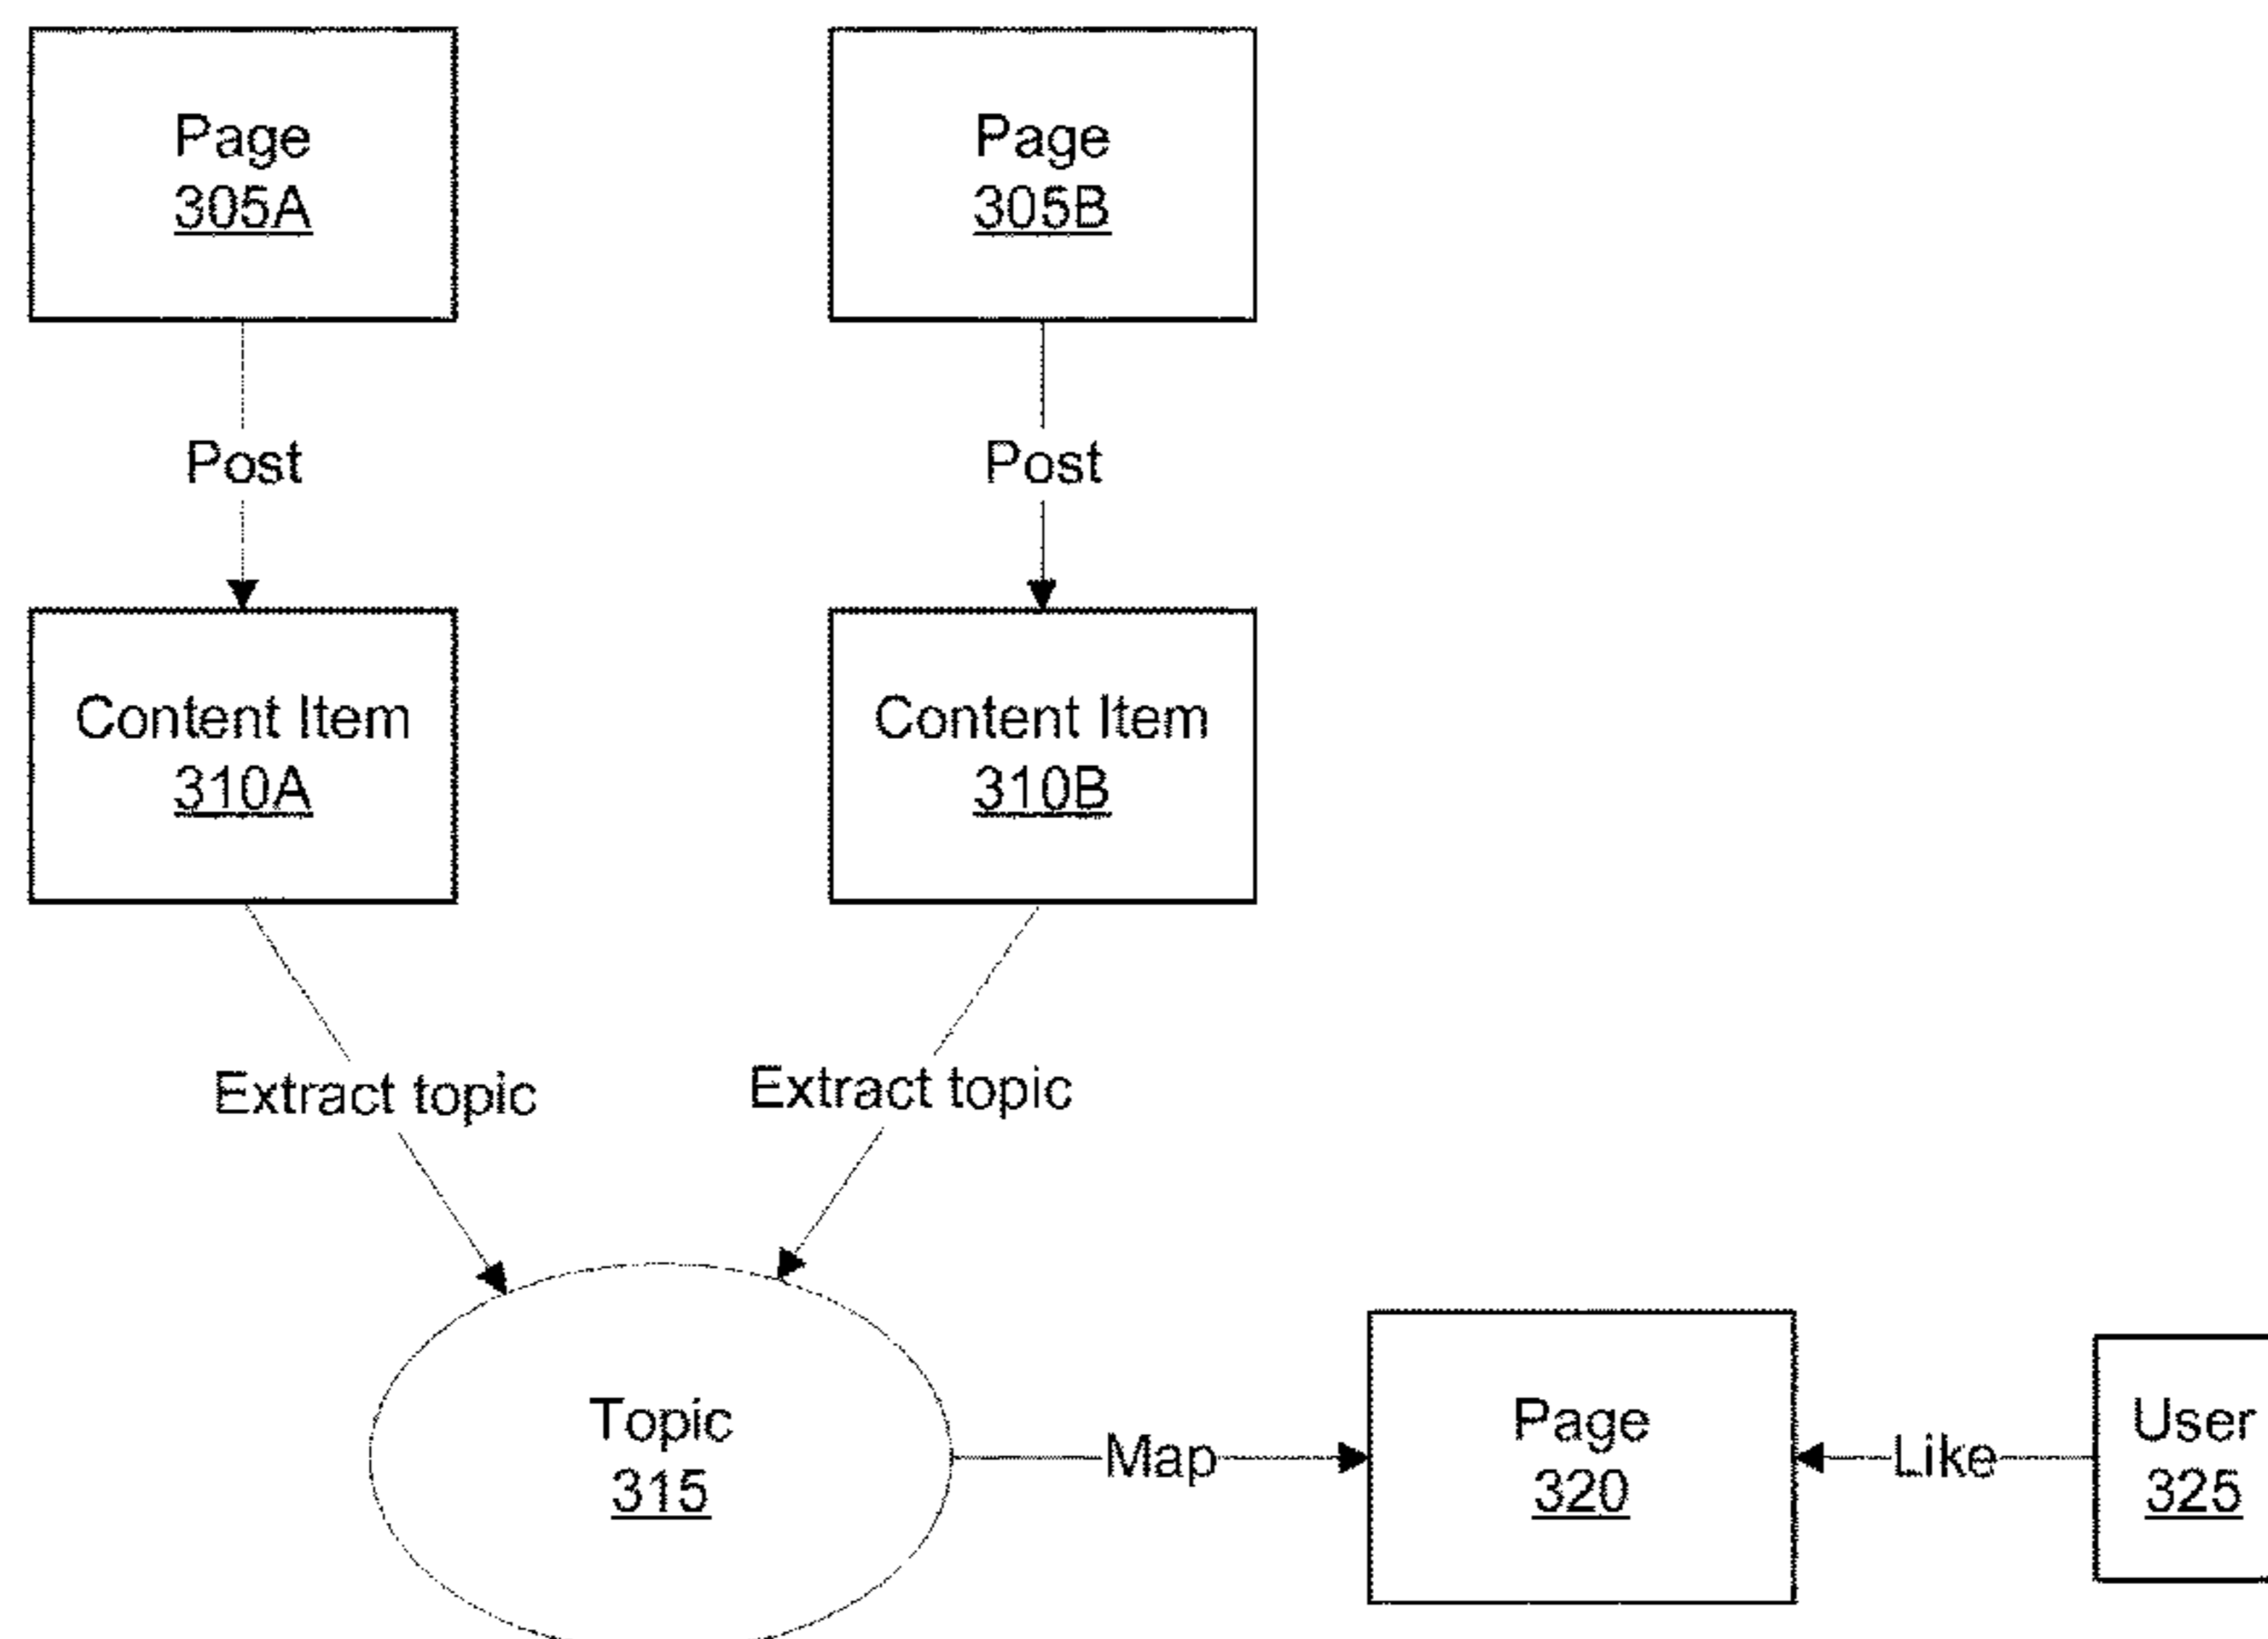 Page
305A
Page
305B
Post
Post
Content Item
310A
Content Item
310B
Extract topic
Extract topic
Topic
315
Map
Page
320
Like
User
325